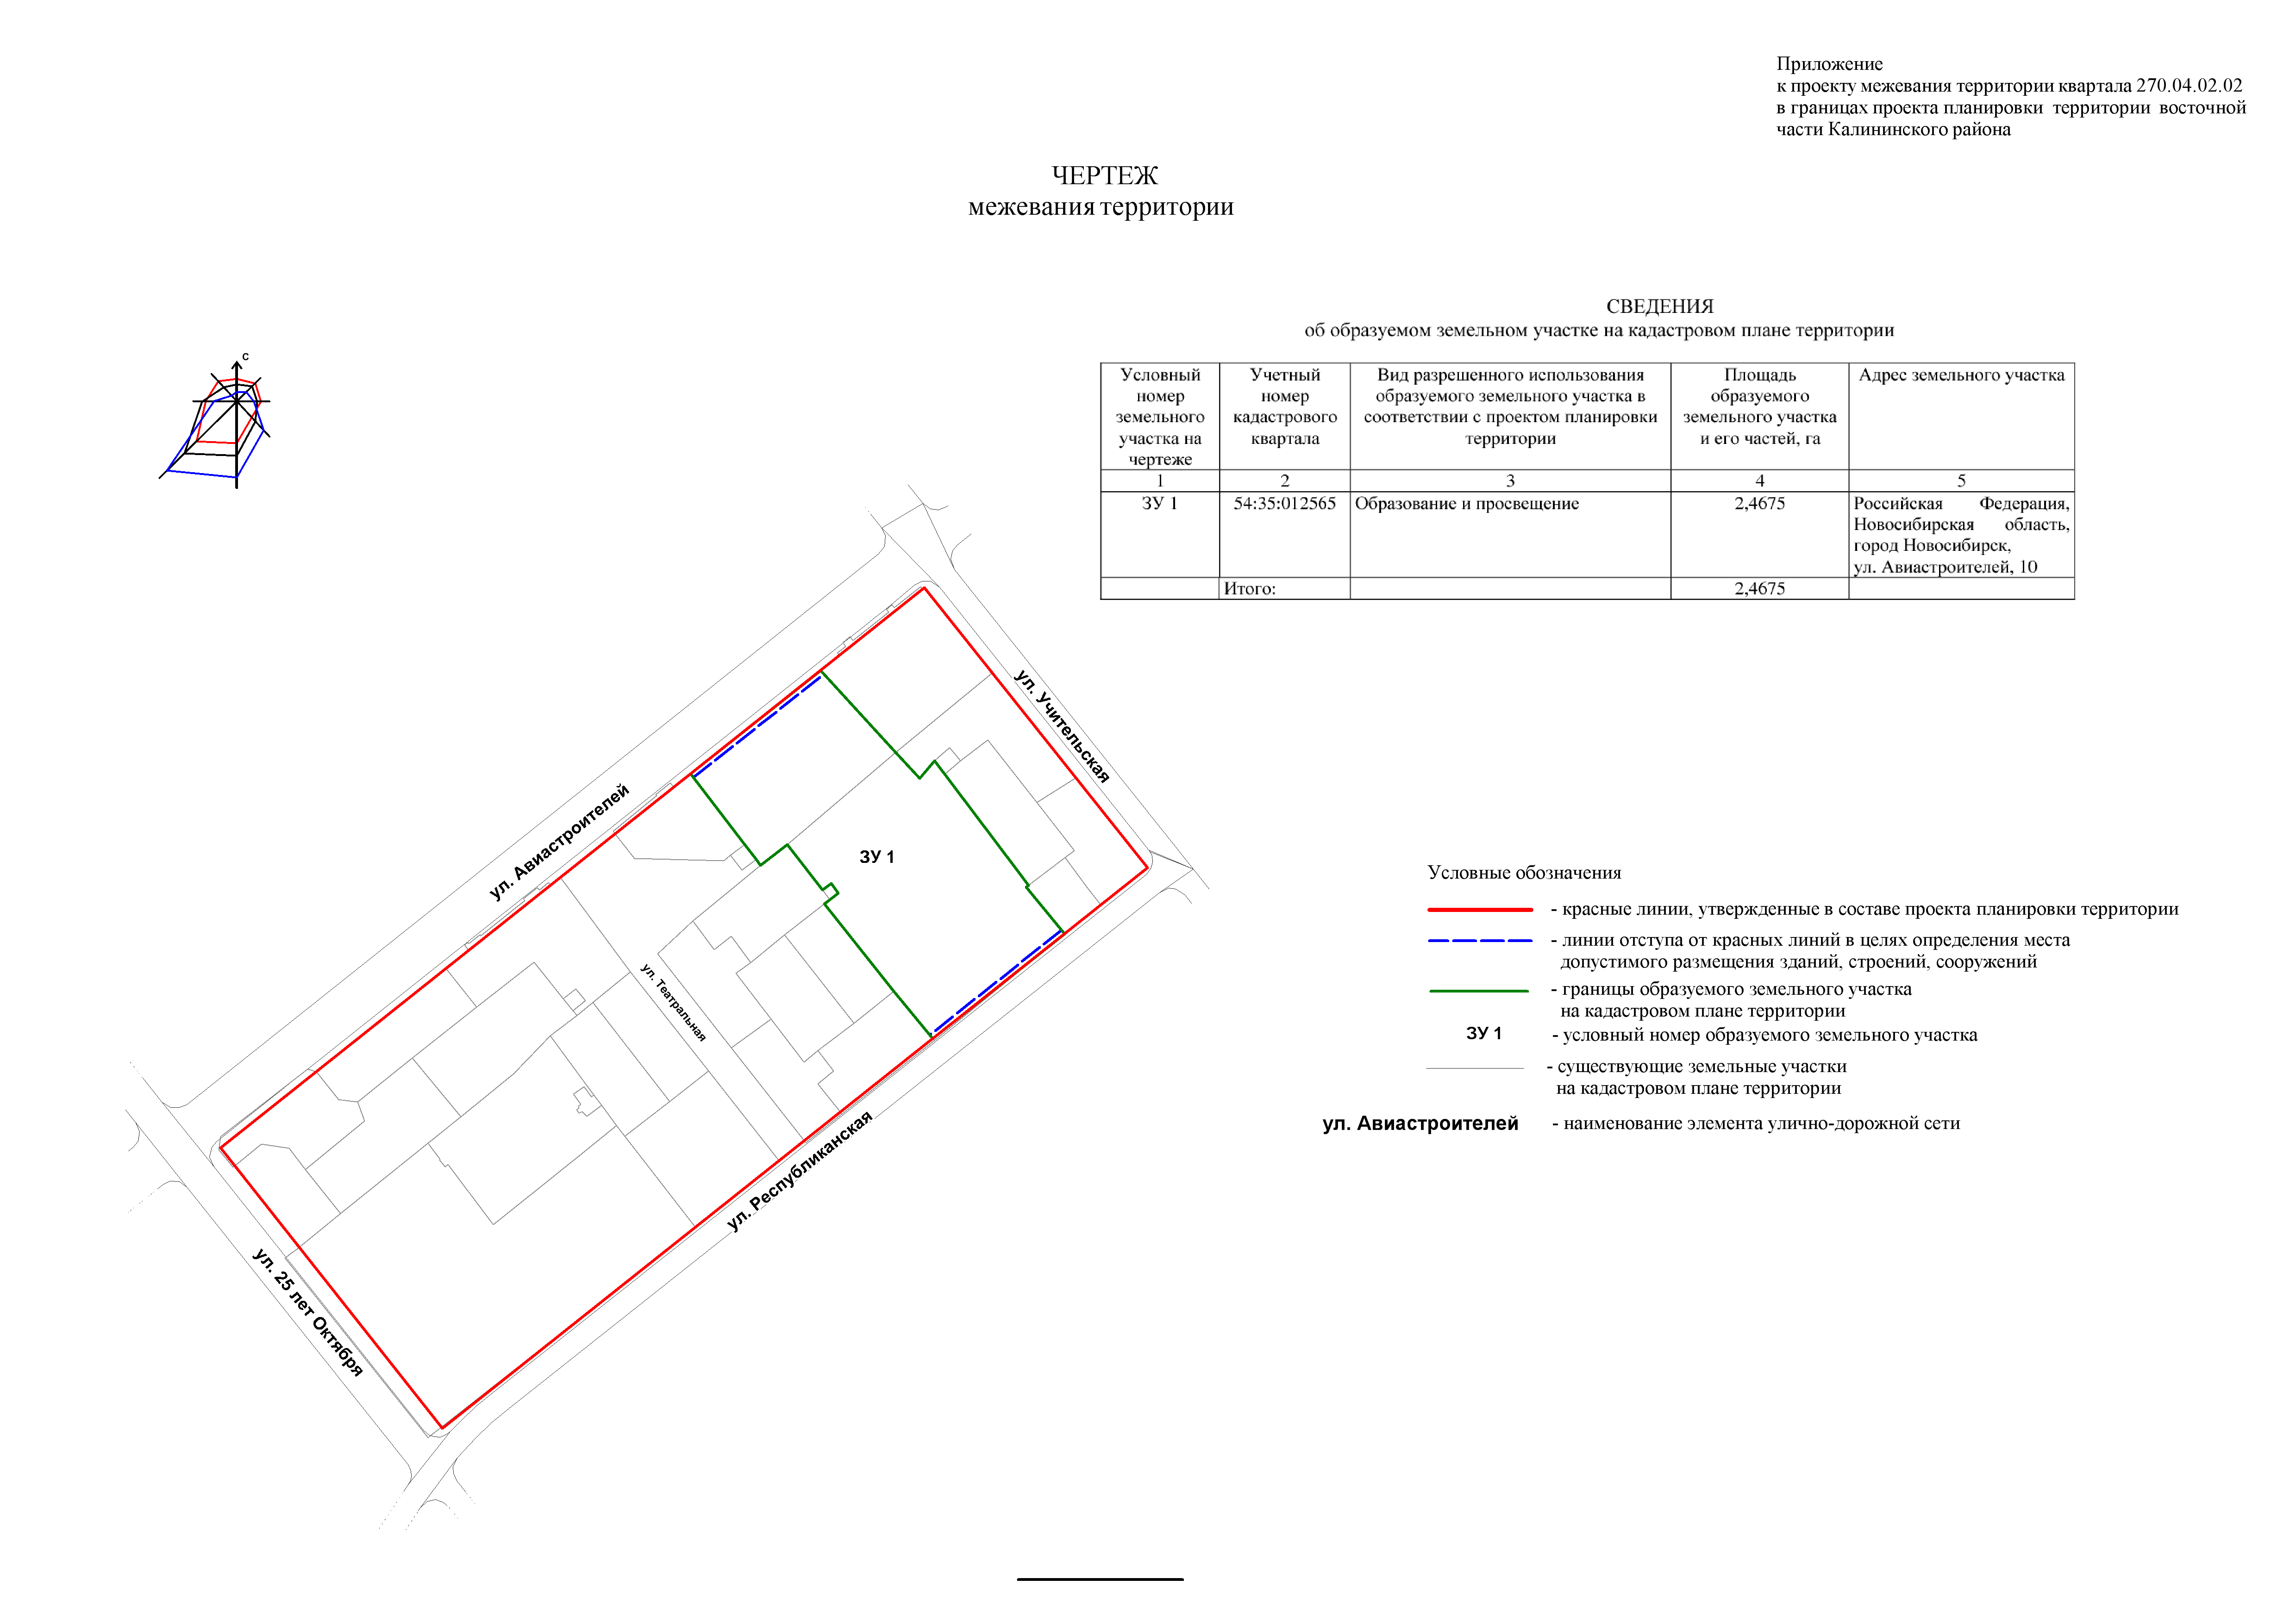 Приложение
к проекту межевания территории квартала 270.04.02.02
в границах проекта планировки территории восточной
части Калининского района
ЧЕРТЕЖ
межевания территории
СВЕДЕНИЯ
об образуемом земельном участке на кадастровом плане территории
Условный
номер
земельного
участка на
чертеже
Учетный
номер
кадастрового
квартала
Вид разрешенного использования
образуемого земельного участка в
соответствии с проектом планировки
территории
Площадь
образуемого
земельного участка
и его частей, га
Адрес земельного участка
1 2 3 4 5
ЗУ 1
54:35:012565
Образование и просвещение
2,4675
Российская Федерация,
Новосибирская область,
город Новосибирск,
ул. Авиастроителей, 10
Итого: 2,4675
С
ул. Учительская
ул. Авиастроителей
ЗУ 1
ул. Театральная
ул. Республиканская
ул. 25 лет Октября
Условные обозначения
- красные линии, утвержденные в составе проекта планировки территории
- линии отступа от красных линий в целях определения места
допустимого размещения зданий, строений, сооружений
- границы образуемого земельного участка
на кадастровом плане территории
ЗУ 1 - условный номер образуемого земельного участка
- существующие земельные участки
на кадастровом плане территории
ул. Авиастроителей - наименование элемента улично-дорожной сети